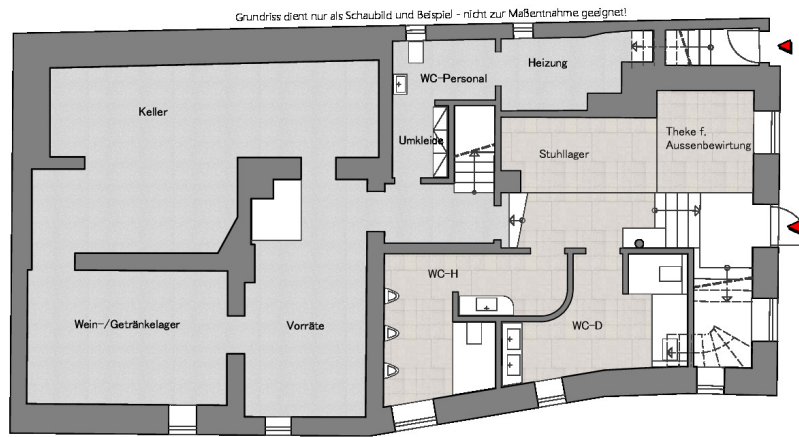 Grundriss dient nur als Schaubild und Beispiel - nicht zur Maßentnahme geeignet!
WC-Personal
Heizung
Keller
Umkleide
Stuhllager
Theke f.
Aussenbewirtung
WC-H
Wein-/Getränkelager
Vorräte
WC-D